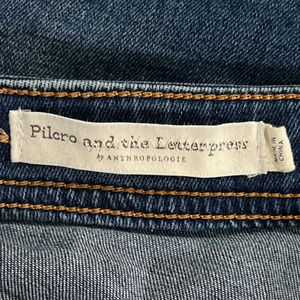 Pilcro and the Letterpress
by ANTHROPOLOGIE
MADE IN
CHINA